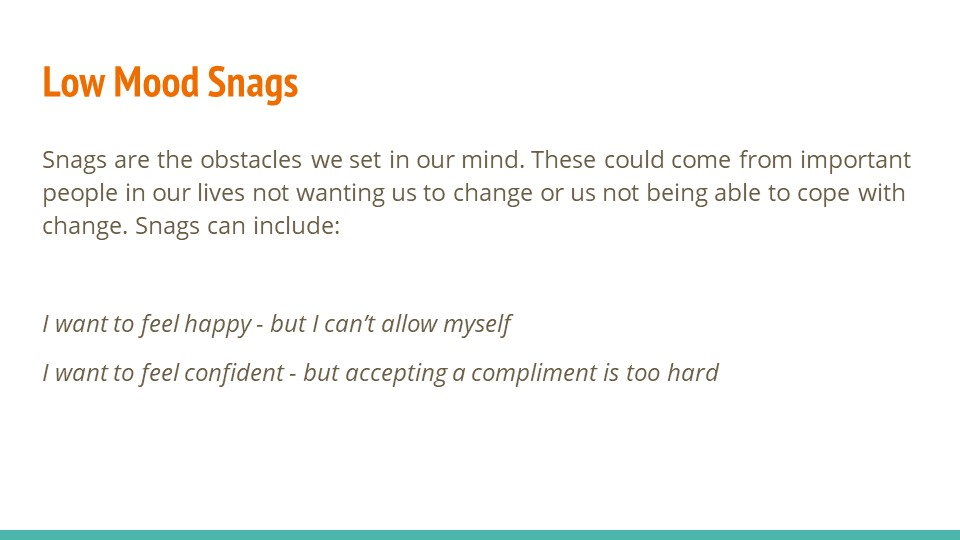 Low Mood Snags
Snags are the obstacles we set in our mind. These could come from important
people in our lives not wanting us to change or us not being able to cope with
change. Snags can include:
I want to feel happy - but I can’t allow myself
I want to feel confident - but accepting a compliment is too hard